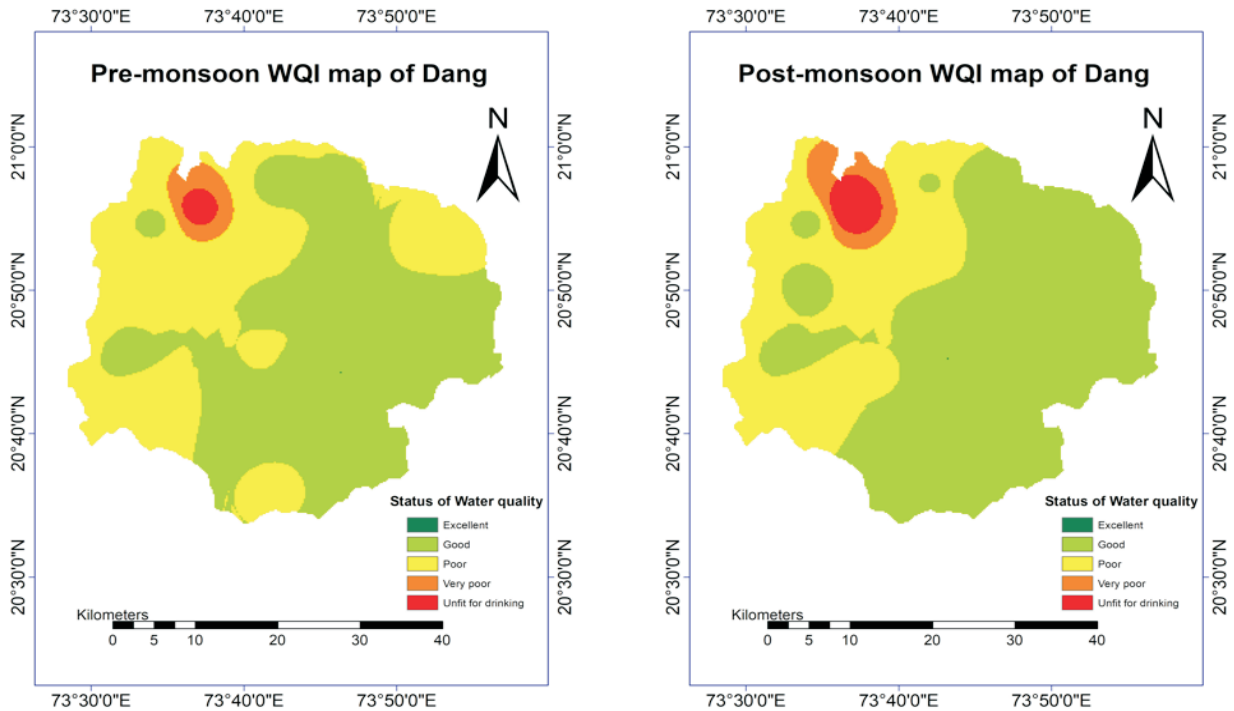 73°30'0"E 73°40'0"E 73°50'0"E
Pre-monsoon WQI map of Dang
N
21°0'0"N 21°0'0"N
20°50'0"N 20°50'0"N
20°40'0"N 20°40'0"N
20°30'0"N 20°30'0"N
Status of Water quality
Excellent
Good
Poor
Very poor
Unfit for drinking
Kilometers
0 5 10 20 30 40
73°30'0"E 73°40'0"E 73°50'0"E
73°30'0"E 73°40'0"E 73°50'0"E
Post-monsoon WQI map of Dang
N
21°0'0"N 21°0'0"N
20°50'0"N 20°50'0"N
20°40'0"N 20°40'0"N
20°30'0"N 20°30'0"N
Status of Water quality
Excellent
Good
Poor
Very poor
Unfit for drinking
Kilometers
0 5 10 20 30 40
73°30'0"E 73°40'0"E 73°50'0"E